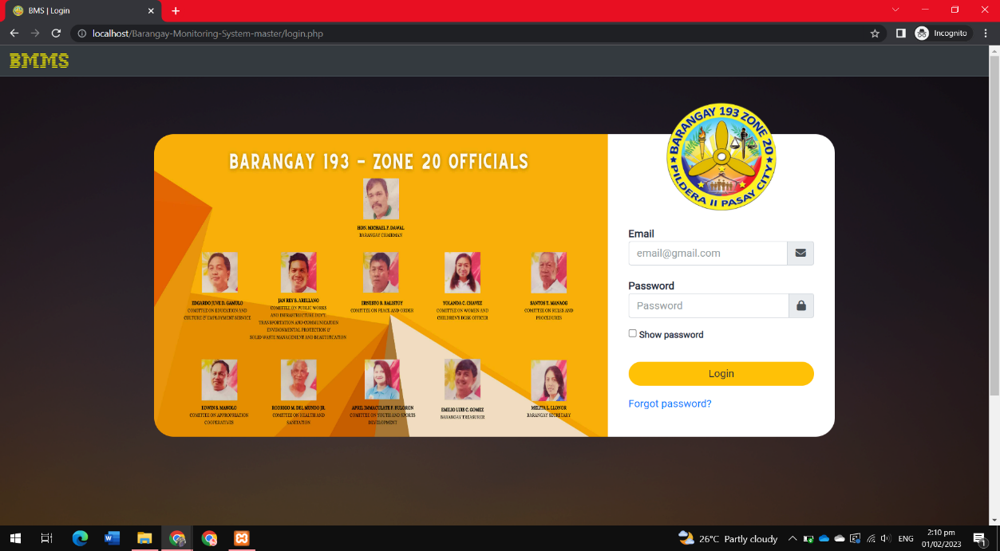 BMS | Login
localhost/Barangay-Monitoring-System-master/login.php
Incognito
BMMS
BARANGAY 193 - ZONE 20 OFFICIALS
HON. MICHAEL F. DAWAL
BARANGAY CHAIRMAN
EDGARDO JUVE D. GAMULO
COMITTEE ON EDUCATION AND
CULTURE & EMPLOYMENT SERVICE
JAN REY B. ARELLANO
COMITTEE ON PUBLIC WORKS
AND INFRASTRUCTURE DEVT.
TRANSPORTATION AND COMMUNICATION
ENVIRONMENTAL PROTECTION &
SOLID WASTE MANAGEMENT AND BEAUTIFICATION
ERNESTO B. BALISTOY
COMITTEE ON PEACE AND ORDER
YOLANDA C. CHAVEZ
COMITTEE ON WOMEN AND
CHILDREN'S DESK OFFICER
SANTOS T. MANAOG
COMITTEE ON RULES AND
PROCEDURES
EDWIN S. MANOLO
COMITTEE ON APPROPRIATION
COOPERATIVES
RODRIGO M. DEL MUNDO JR.
COMITTEE ON HEALTH AND
SANITATION
APRIL IMMACULATE F. BULORON
COMITTEE ON YOUTH AND SPORTS
DEVELOPMENT
EMILIO LUIS C. GOMEZ
BARANGAY TREASURER
MELITA L. LLONOR
BARANGAY SECRETARY
BARANGAY 193 ZONE 20
PILDERA II PASAY CITY
Email
email@gmail.com
Password
Password
Show password
Login
Forgot password?
26°C Partly cloudy
ENG
2:10 pm
01/02/2023
1